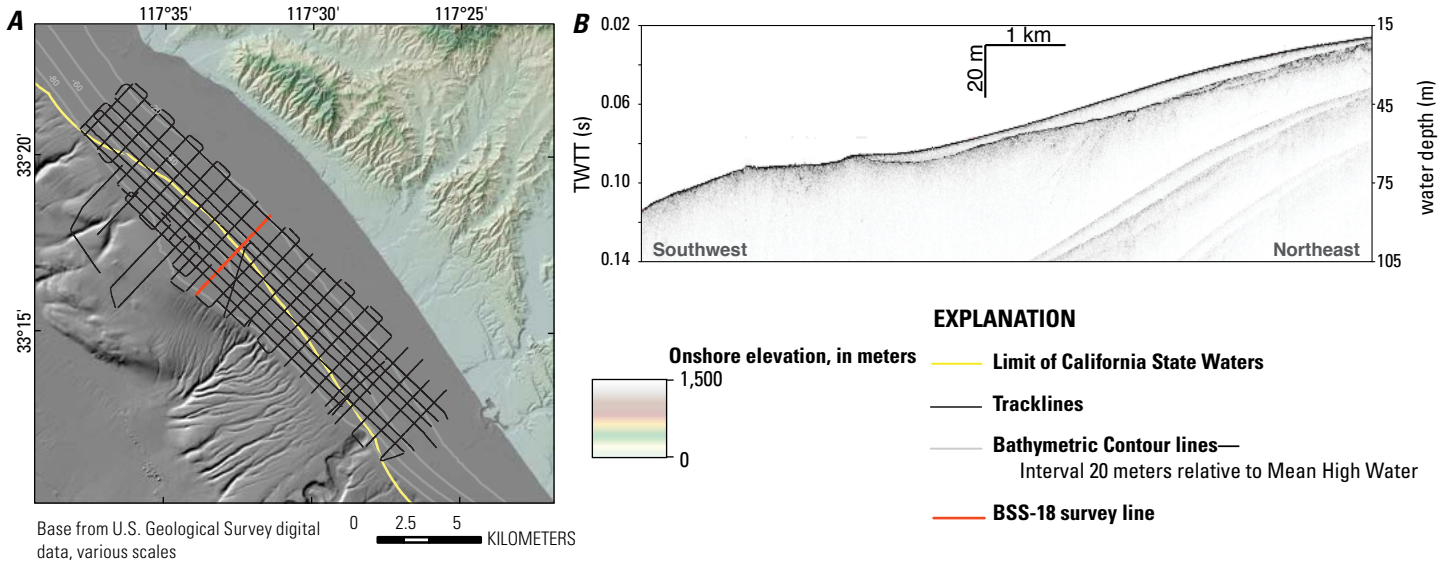 A
117°35'
117°30'
117°25'
33°20'
33°15'
-80
-60
Base from U.S. Geological Survey digital
data, various scales
0 2.5 5
KILOMETERS
B
0.02
0.06
0.10
0.14
TWTT (s)
1 km
20 m
15
45
75
105
water depth (m)
Southwest
Northeast
EXPLANATION
Onshore elevation, in meters
1,500
0
Limit of California State Waters
Tracklines
Bathymetric Contour lines—
Interval 20 meters relative to Mean High Water
BSS-18 survey line